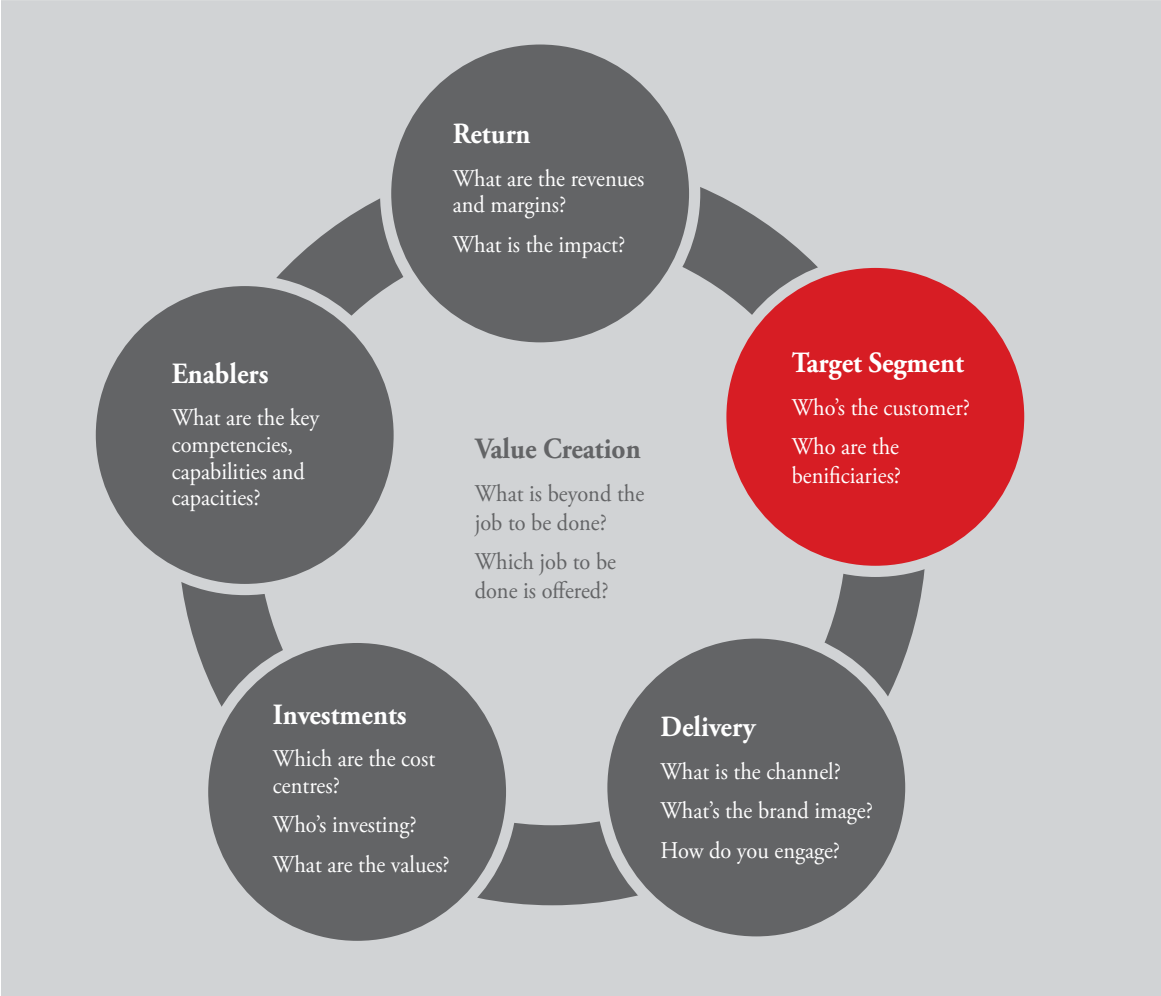 Return
What are the revenues
and margins?
What is the impact?
Target Segment
Who's the customer?
Who are the
benificiaries?
Enablers
What are the key
competencies,
capabilities and
capacities?
Value Creation
What is beyond the
job to be done?
Which job to be
done is offered?
Investments
Which are the cost
centres?
Who's investing?
What are the values?
Delivery
What is the channel?
What's the brand image?
How do you engage?